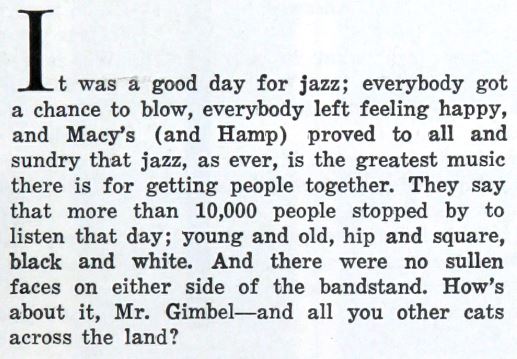 It was a good day for jazz; everybody got
a chance to blow, everybody left feeling happy,
and Macy's (and Hamp) proved to all and
sundry that jazz, as ever, is the greatest music
there is for getting people together. They say
that more than 10,000 people stopped by to
listen that day; young and old, hip and square,
black and white. And there were no sullen
faces on either side of the bandstand. How's
about it, Mr. Gimbel—and all you other cats
across the land?